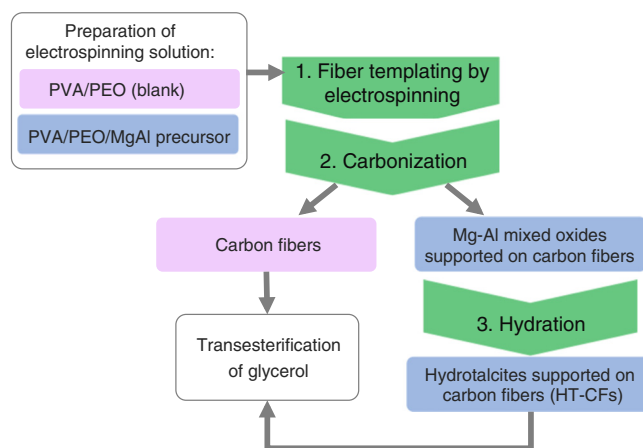 Preparation of
electrospinning solution:
PVA/PEO (blank)
PVA/PEO/MgAl precursor
1. Fiber templating by
electrospinning
2. Carbonization
Carbon fibers
Mg-Al mixed oxides
supported on carbon fibers
3. Hydration
Transesterification
of glycerol
Hydrotalcites supported on
carbon fibers (HT-CFs)